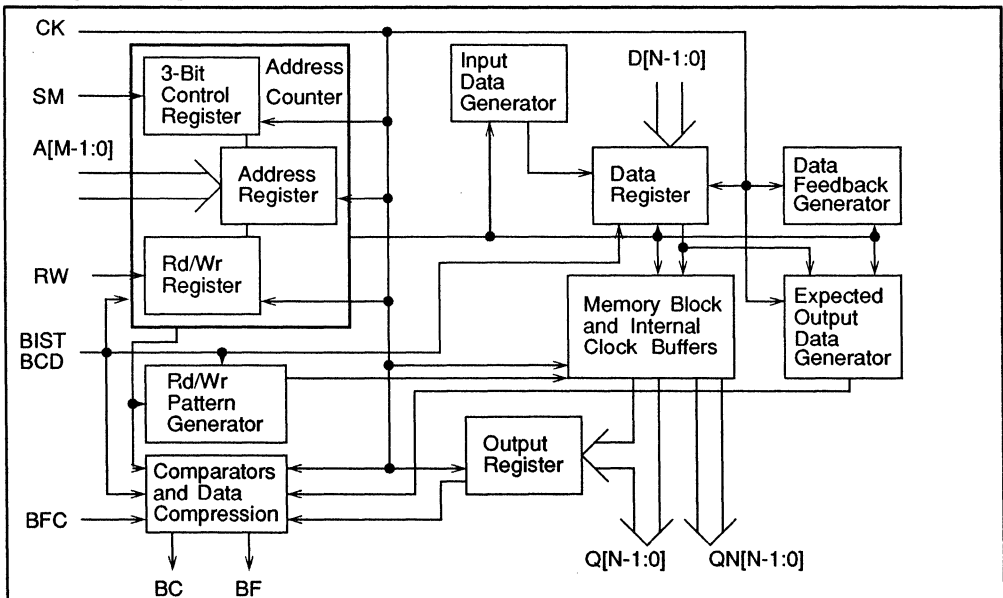 CK
SM
A[M-1:0]
RW
BIST
BCD
BFC
3-Bit
Control
Register
Address
Counter
Address
Register
Rd/Wr
Register
Rd/Wr
Pattern
Generator
Comparators
and Data
Compression
BC
BF
Input
Data
Generator
D[N-1:0]
Data
Register
Data
Feedback
Generator
Memory Block
and Internal
Clock Buffers
Expected
Output
Data
Generator
Output
Register
Q[N-1:0]
QN[N-1:0]